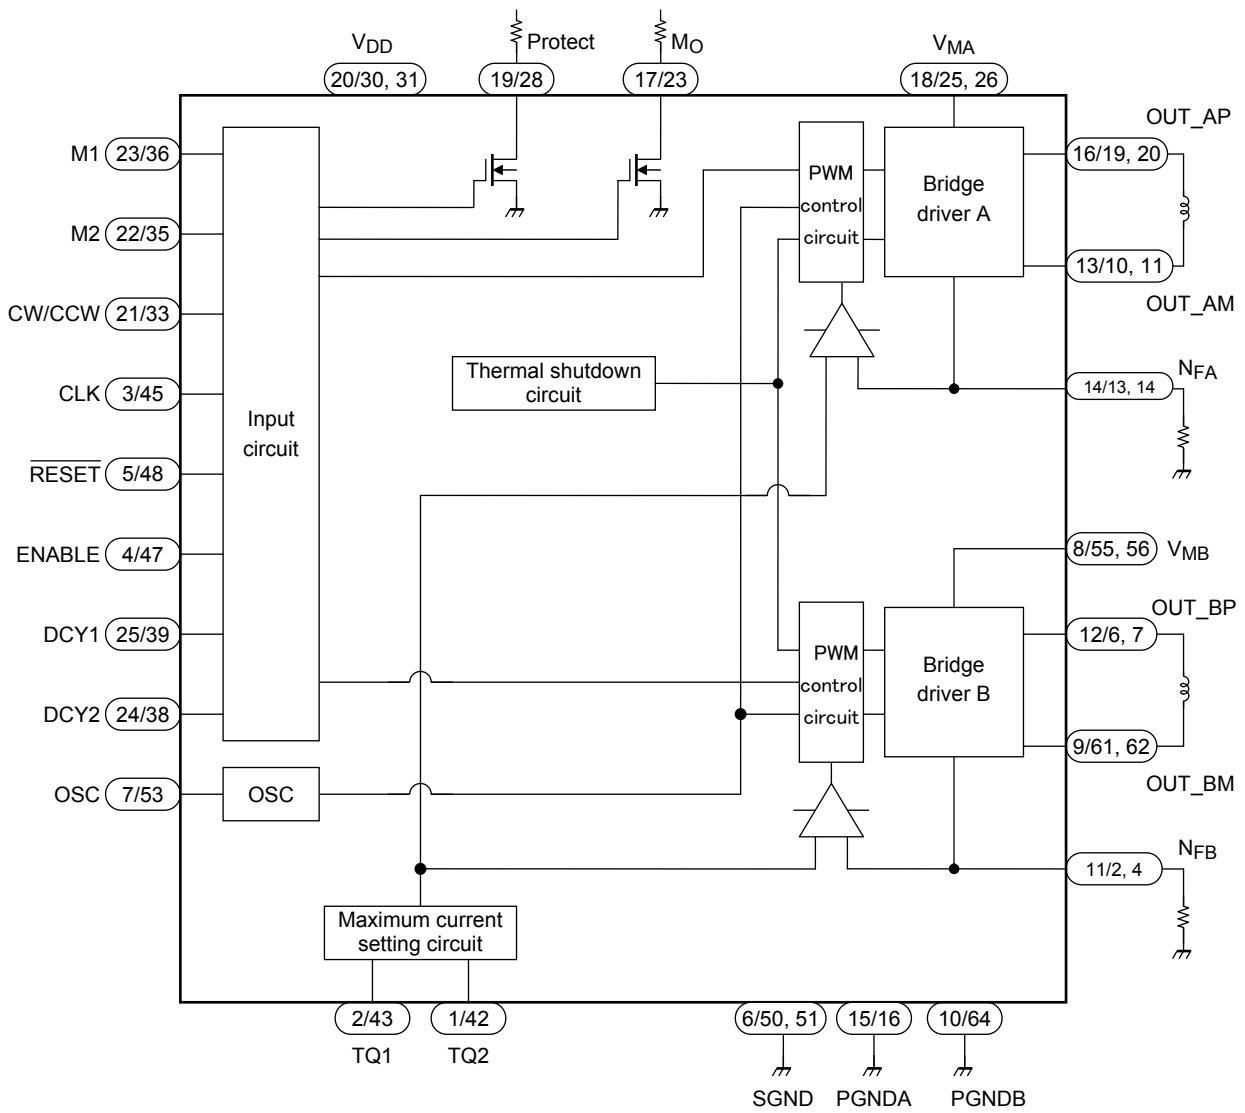 VDD
Protect
MO
VMA
20/30, 31
19/28
17/23
18/25, 26
OUT_AP
M1
23/36
16/19, 20
PWM
control
circuit
Bridge
driver A
M2
22/35
13/10, 11
OUT_AM
CW/CCW
21/33
Thermal shutdown
circuit
NFA
14/13, 14
CLK
3/45
Input
circuit
RESET
5/48
ENABLE
4/47
8/55, 56
VMB
OUT_BP
DCY1
25/39
12/6, 7
PWM
control
circuit
Bridge
driver B
DCY2
24/38
9/61, 62
OUT_BM
OSC
7/53
OSC
NFB
11/2, 4
Maximum current
setting circuit
2/43
1/42
6/50, 51
15/16
10/64
TQ1
TQ2
SGND
PGNDA
PGNDB